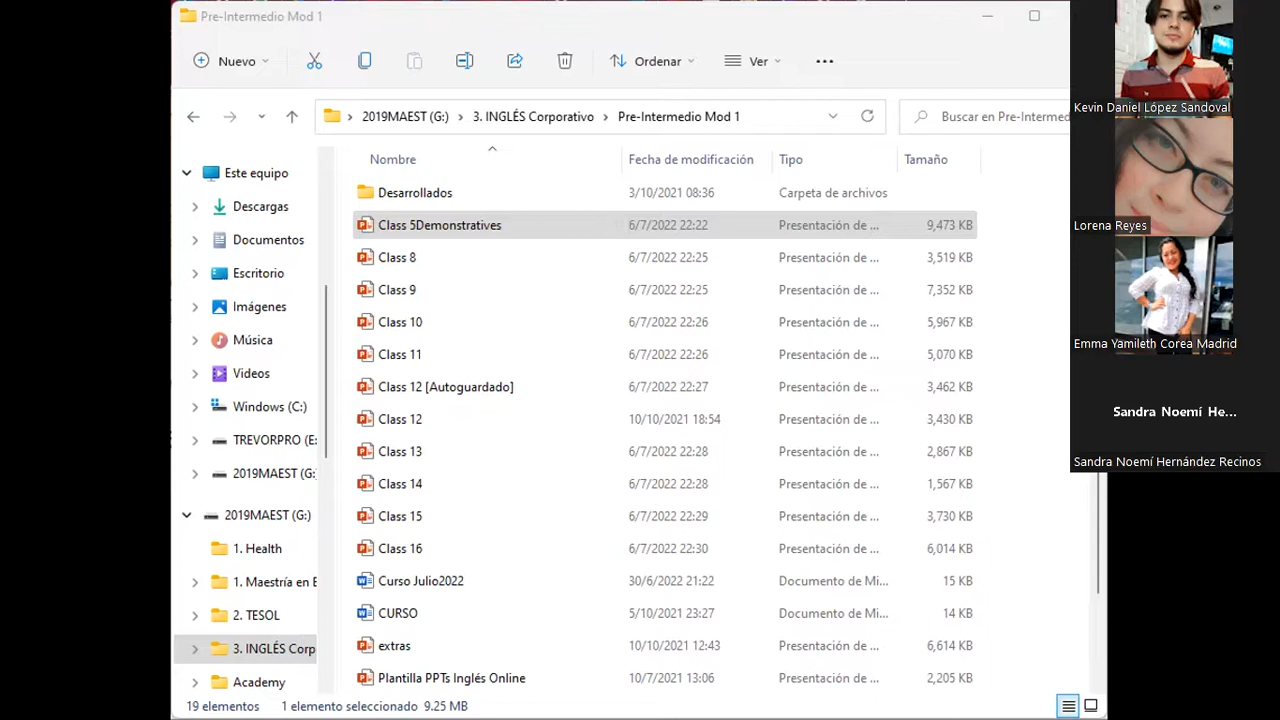 Pre-Intermedio Mod 1
Nuevo
Ordenar
Ver
2019MAEST (G:) > 3. INGLÉS Corporativo > Pre-Intermedio Mod 1
Buscar en Pre-Intermed...
Nombre Fecha de modificación Tipo Tamaño
Desarrollados 3/10/2021 08:36 Carpeta de archivos
Class 5Demonstratives 6/7/2022 22:22 Presentación de ... 9,473 KB
Class 8 6/7/2022 22:25 Presentación de ... 3,519 KB
Class 9 6/7/2022 22:25 Presentación de ... 7,352 KB
Class 10 6/7/2022 22:26 Presentación de ... 5,967 KB
Class 11 6/7/2022 22:26 Presentación de ... 5,070 KB
Class 12 [Autoguardado] 6/7/2022 22:27 Presentación de ... 3,462 KB
Class 12 10/10/2021 18:54 Presentación de ... 3,430 KB
Class 13 6/7/2022 22:28 Presentación de ... 2,867 KB
Class 14 6/7/2022 22:28 Presentación de ... 1,567 KB
Class 15 6/7/2022 22:29 Presentación de ... 3,730 KB
Class 16 6/7/2022 22:30 Presentación de ... 6,014 KB
Curso Julio2022 30/6/2022 21:22 Documento de Mi... 15 KB
CURSO 5/10/2021 23:27 Documento de Mi... 14 KB
extras 10/10/2021 12:43 Presentación de ... 6,614 KB
Plantilla PPTs Inglés Online 10/7/2021 13:06 Presentación de ... 2,205 KB
Este equipo
Descargas
Documentos
Escritorio
Imágenes
Música
Videos
Windows (C:)
TREVORPRO (E:
2019MAEST (G:
2019MAEST (G:)
1. Health
1. Maestría en E
2. TESOL
3. INGLÉS Corp
Academy
19 elementos 1 elemento seleccionado 9.25 MB
Kevin Daniel López Sandoval
Lorena Reyes
Emma Yamileth Corea Madrid
Sandra Noemí He...
Sandra Noemí Hernández Recinos